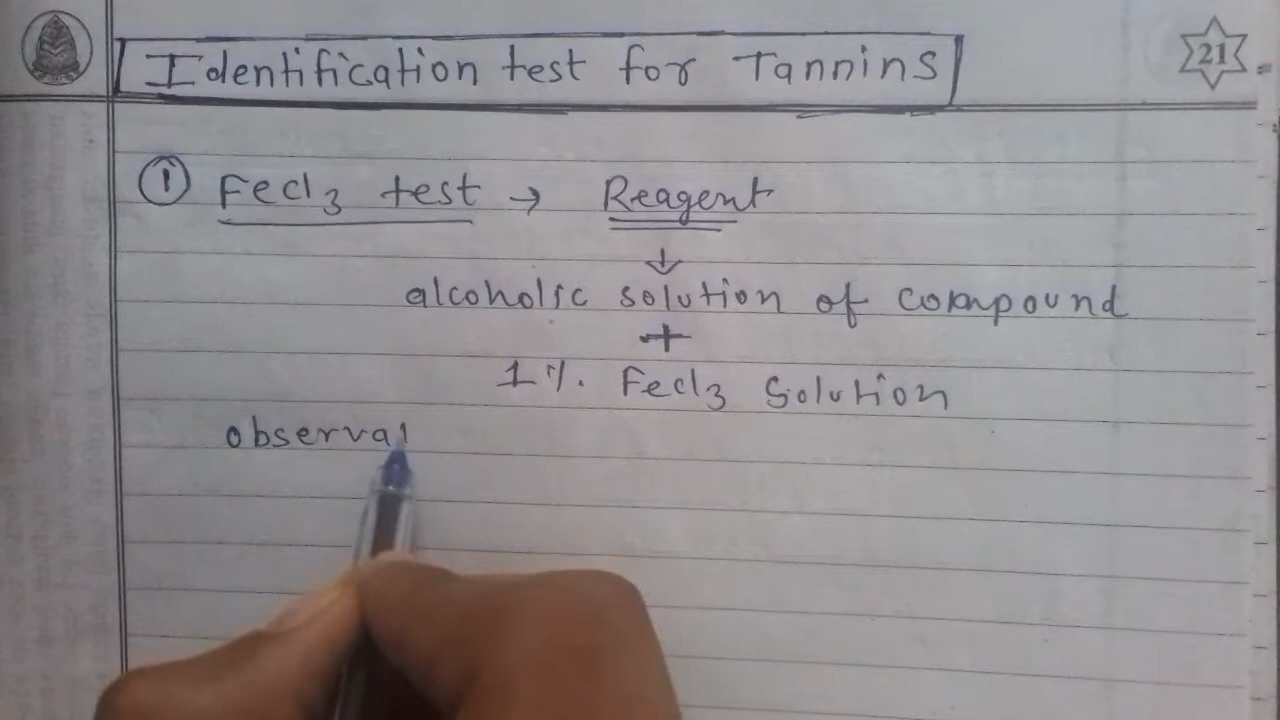 Identification test for Tannins
21
① FeCl3 test → Reagent
↓
alcoholic solution of compound
+
1%. FeCl3 Solution
observa